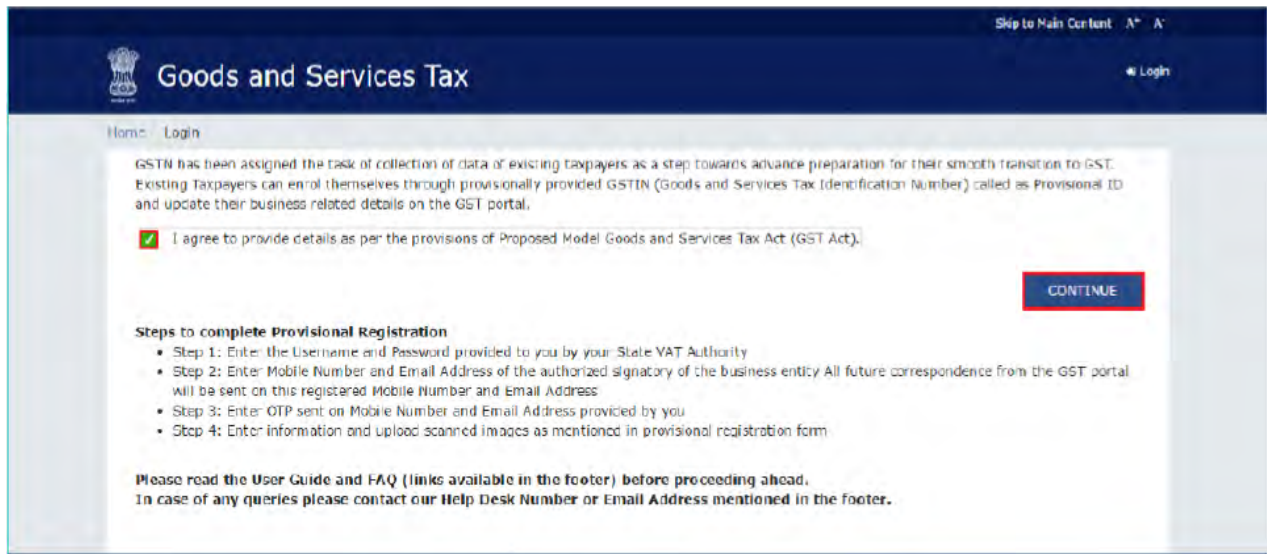 Skip to Main Content A+ A-
Goods and Services Tax
Login
Home Login
GSTN has been assigned the task of collection of data of existing taxpayers as a step towards advance preparation for their smooth transition to GST.
Existing Taxpayers can enrol themselves through provisionally provided GSTIN (Goods and Services Tax Identification Number) called as Provisional ID
and update their business related details on the GST portal.
I agree to provide details as per the provisions of Proposed Model Goods and Services Tax Act (GST Act).
CONTINUE
Steps to complete Provisional Registration
• Step 1: Enter the Username and Password provided to you by your State VAT Authority
• Step 2: Enter Mobile Number and Email Address of the authorized signatory of the business entity All future correspondence from the GST portal
will be sent on this registered Mobile Number and Email Address
• Step 3: Enter OTP sent on Mobile Number and Email Address provided by you
• Step 4: Enter information and upload scanned images as mentioned in provisional registration form
Please read the User Guide and FAQ (links available in the footer) before proceeding ahead.
In case of any queries please contact our Help Desk Number or Email Address mentioned in the footer.